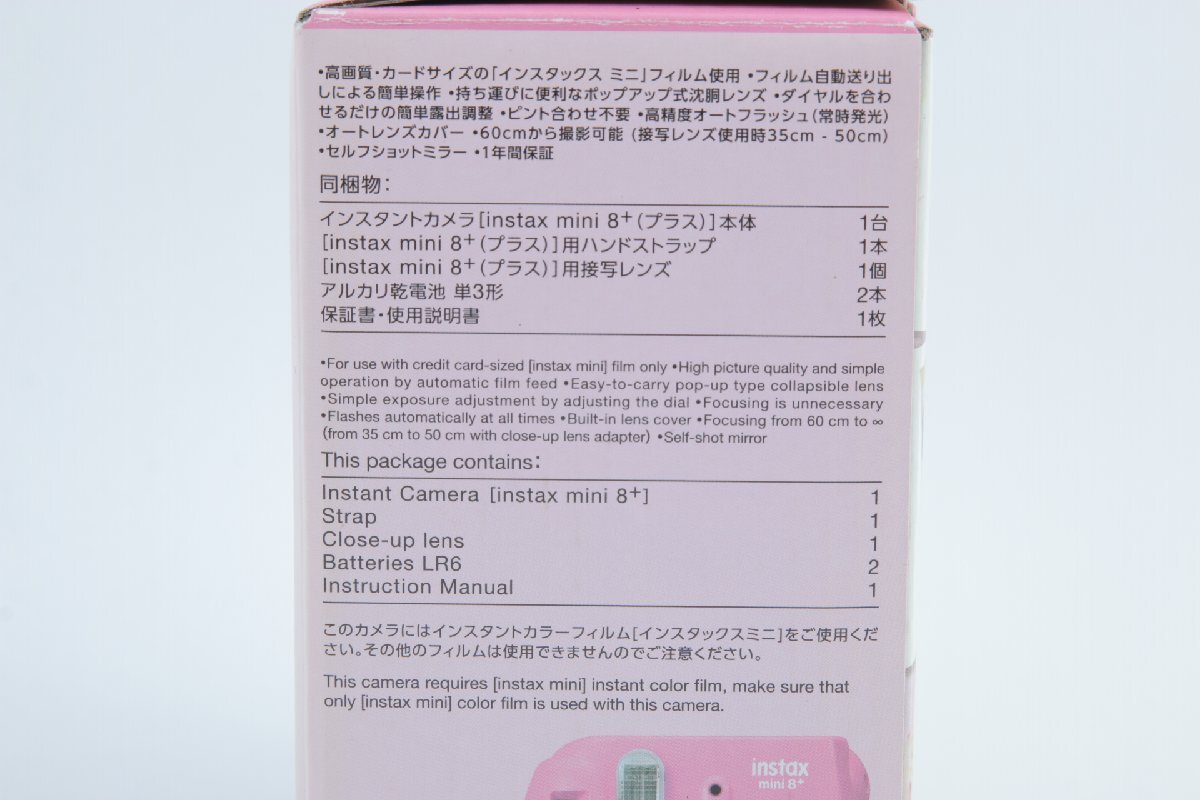 •高画質・カードサイズの「インスタックス ミニ」フィルム使用 •フィルム自動送り出
しによる簡単操作 •持ち運びに便利なポップアップ式沈胴レンズ •ダイヤルを合わ
せるだけの簡単露出調整 •ピント合わせ不要 •高精度オートフラッシュ(常時発光)
•オートレンズカバー •60cmから撮影可能 (接写レンズ使用時35cm - 50cm)
•セルフショットミラー •1年間保証
同梱物:
インスタントカメラ[instax mini 8+(プラス)]本体 1台
[instax mini 8+(プラス)]用ハンドストラップ 1本
[instax mini 8+(プラス)]用接写レンズ 1個
アルカリ乾電池 単3形 2本
保証書・使用説明書 1枚
•For use with credit card-sized [instax mini] film only •High picture quality and simple
operation by automatic film feed •Easy-to-carry pop-up type collapsible lens
•Simple exposure adjustment by adjusting the dial •Focusing is unnecessary
•Flashes automatically at all times •Built-in lens cover •Focusing from 60 cm to ∞
(from 35 cm to 50 cm with close-up lens adapter) •Self-shot mirror
This package contains:
Instant Camera [instax mini 8+] 1
Strap 1
Close-up lens 1
Batteries LR6 2
Instruction Manual 1
このカメラにはインスタントカラーフィルム[インスタックスミニ]をご使用くだ
さい。その他のフィルムは使用できませんのでご注意ください。
This camera requires [instax mini] instant color film, make sure that
only [instax mini] color film is used with this camera.
instax
mini 8+